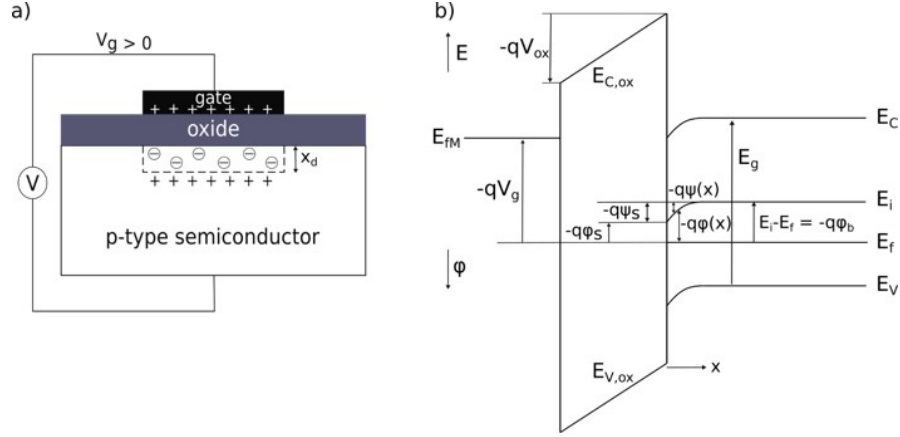 a)
V_g > 0
gate
+ + + + + + +
oxide
x_d
+ + + + + + +
V
p-type semiconductor
b)
E
φ
-qV_ox
E_C,ox
E_fM
-qV_g
E_C
E_g
-qψ(x)
E_i
-qψ_s
-qφ_s
-qφ(x)
E_i-E_f = -qφ_b
E_f
E_V
E_V,ox
x